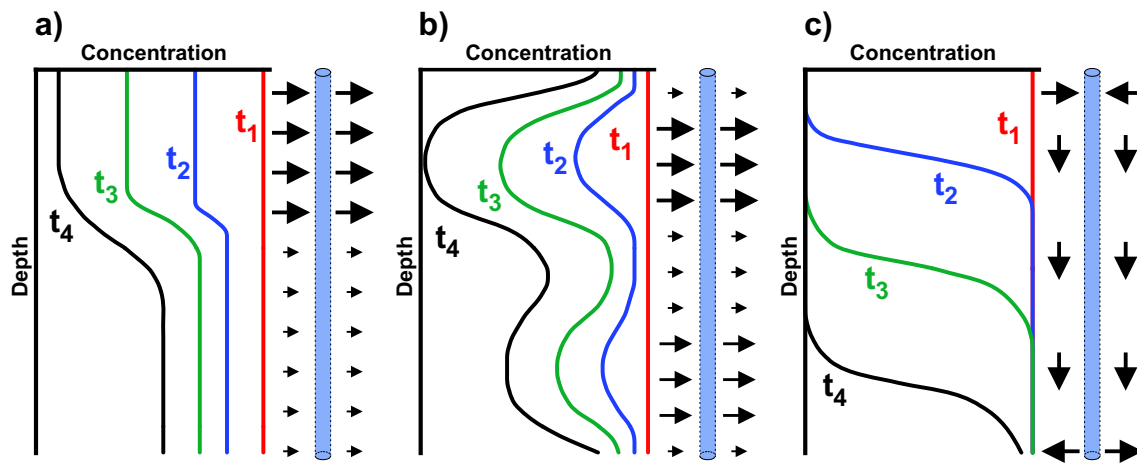 a)
Concentration
Depth
t1
t2
t3
t4
b)
Concentration
Depth
t1
t2
t3
t4
c)
Concentration
Depth
t1
t2
t3
t4